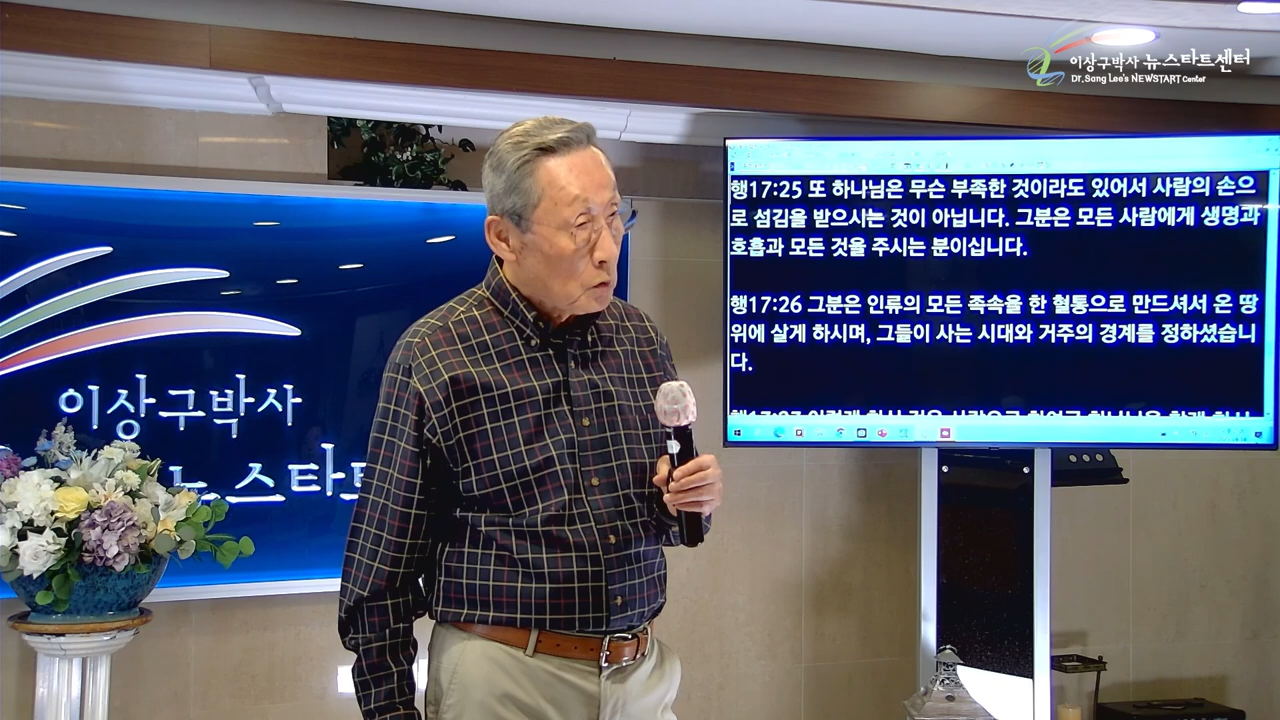 이상구박사 뉴스타트센터
Dr. Sang Lee's NEWSTART Center
행17:25 또 하나님은 무슨 부족한 것이라도 있어서 사람의 손으
로 섬김을 받으시는 것이 아닙니다. 그분은 모든 사람에게 생명과
호흡과 모든 것을 주시는 분이십니다.
행17:26 그분은 인류의 모든 족속을 한 혈통으로 만드셔서 온 땅
위에 살게 하시며, 그들이 사는 시대와 거주의 경계를 정하셨습니
다.
이상구박사
뉴스타트